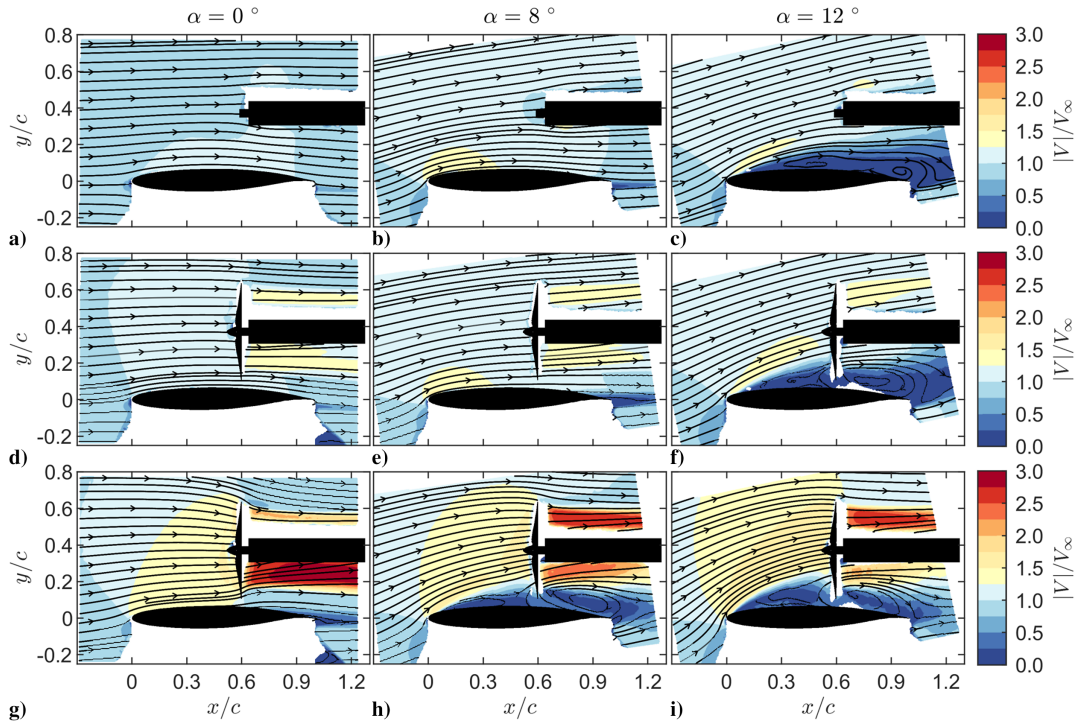 α = 0 ° α = 8 ° α = 12 °
0.8 3.0
0.6 2.5
0.4 2.0
y/c 1.5 |V|/V∞
0.2 1.0
0 0.5
-0.2 0.0
a) b) c)
0.8 3.0
0.6 2.5
0.4 2.0
y/c 1.5 |V|/V∞
0.2 1.0
0 0.5
-0.2 0.0
d) e) f)
0.8 3.0
0.6 2.5
0.4 2.0
y/c 1.5 |V|/V∞
0.2 1.0
0 0.5
-0.2 0.0
0 0.3 0.6 0.9 1.2 0 0.3 0.6 0.9 1.2 0 0.3 0.6 0.9 1.2
g) x/c h) x/c i) x/c